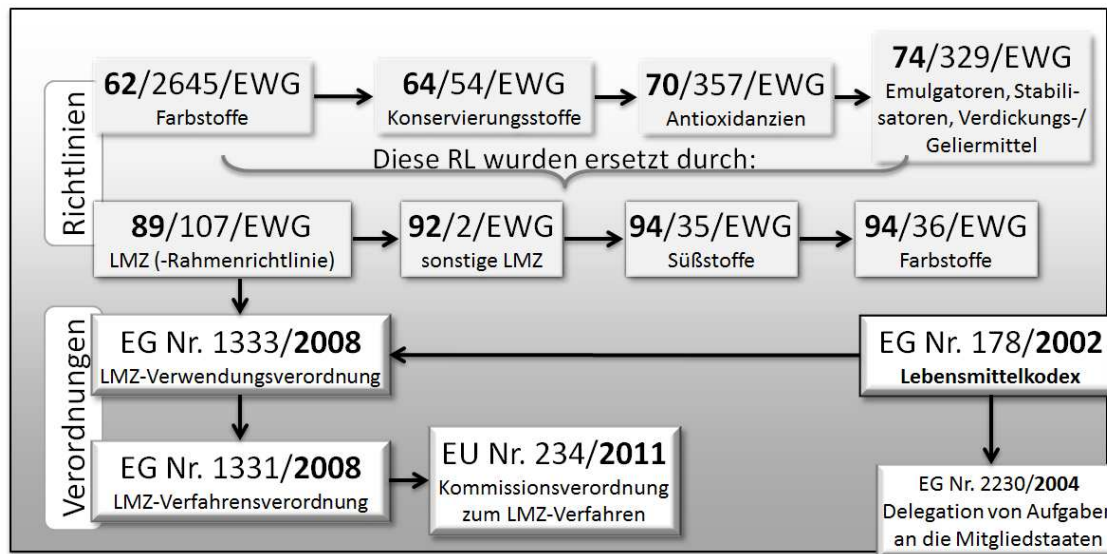 Richtlinien
62/2645/EWG
Farbstoffe
64/54/EWG
Konservierungsstoffe
70/357/EWG
Antioxidanzien
74/329/EWG
Emulgatoren, Stabili-
satoren, Verdickungs-/
Geliermittel
Diese RL wurden ersetzt durch:
89/107/EWG
LMZ (-Rahmenrichtlinie)
92/2/EWG
sonstige LMZ
94/35/EWG
Süßstoffe
94/36/EWG
Farbstoffe
Verordnungen
EG Nr. 1333/2008
LMZ-Verwendungsverordnung
EG Nr. 178/2002
Lebensmittelkodex
EG Nr. 1331/2008
LMZ-Verfahrensverordnung
EU Nr. 234/2011
Kommissionsverordnung
zum LMZ-Verfahren
EG Nr. 2230/2004
Delegation von Aufgaben
an die Mitgliedstaaten